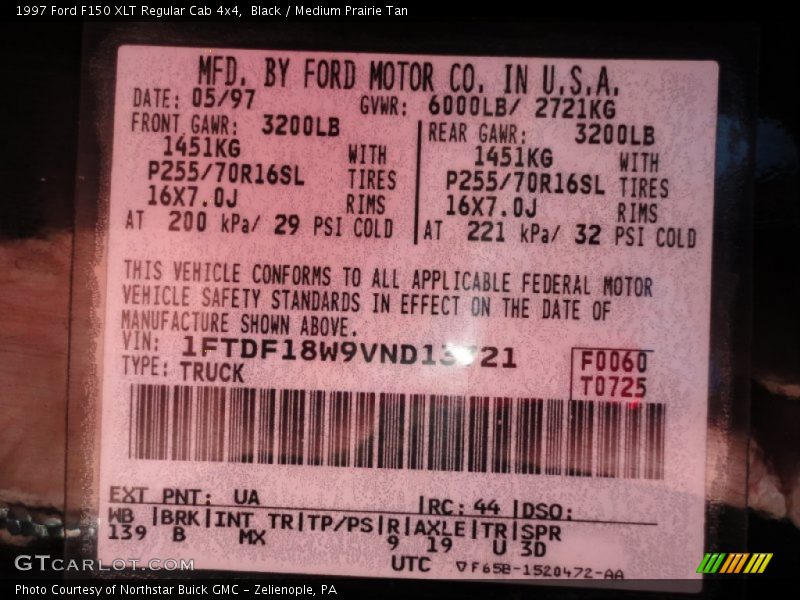 1997 Ford F150 XLT Regular Cab 4x4, Black / Medium Prairie Tan
MFD. BY FORD MOTOR CO. IN U.S.A.
DATE: 05/97 GVWR: 6000LB/ 2721KG
FRONT GAWR: 3200LB REAR GAWR: 3200LB
1451KG WITH 1451KG WITH
P255/70R16SL TIRES P255/70R16SL TIRES
16X7.0J RIMS 16X7.0J RIMS
AT 200 kPa/ 29 PSI COLD AT 221 kPa/ 32 PSI COLD
THIS VEHICLE CONFORMS TO ALL APPLICABLE FEDERAL MOTOR
VEHICLE SAFETY STANDARDS IN EFFECT ON THE DATE OF
MANUFACTURE SHOWN ABOVE.
VIN: F0060
TYPE: TRUCK T0725
EXT PNT: UA RC: 44 DSO:
WB BRK INT TR TP/PS R AXLE TR SPR
139 B MX 9 19 U 3D
UTC ▽F65B-1520472-AA
GTCARLOT.COM
Photo Courtesy of Northstar Buick GMC - Zelienople, PA